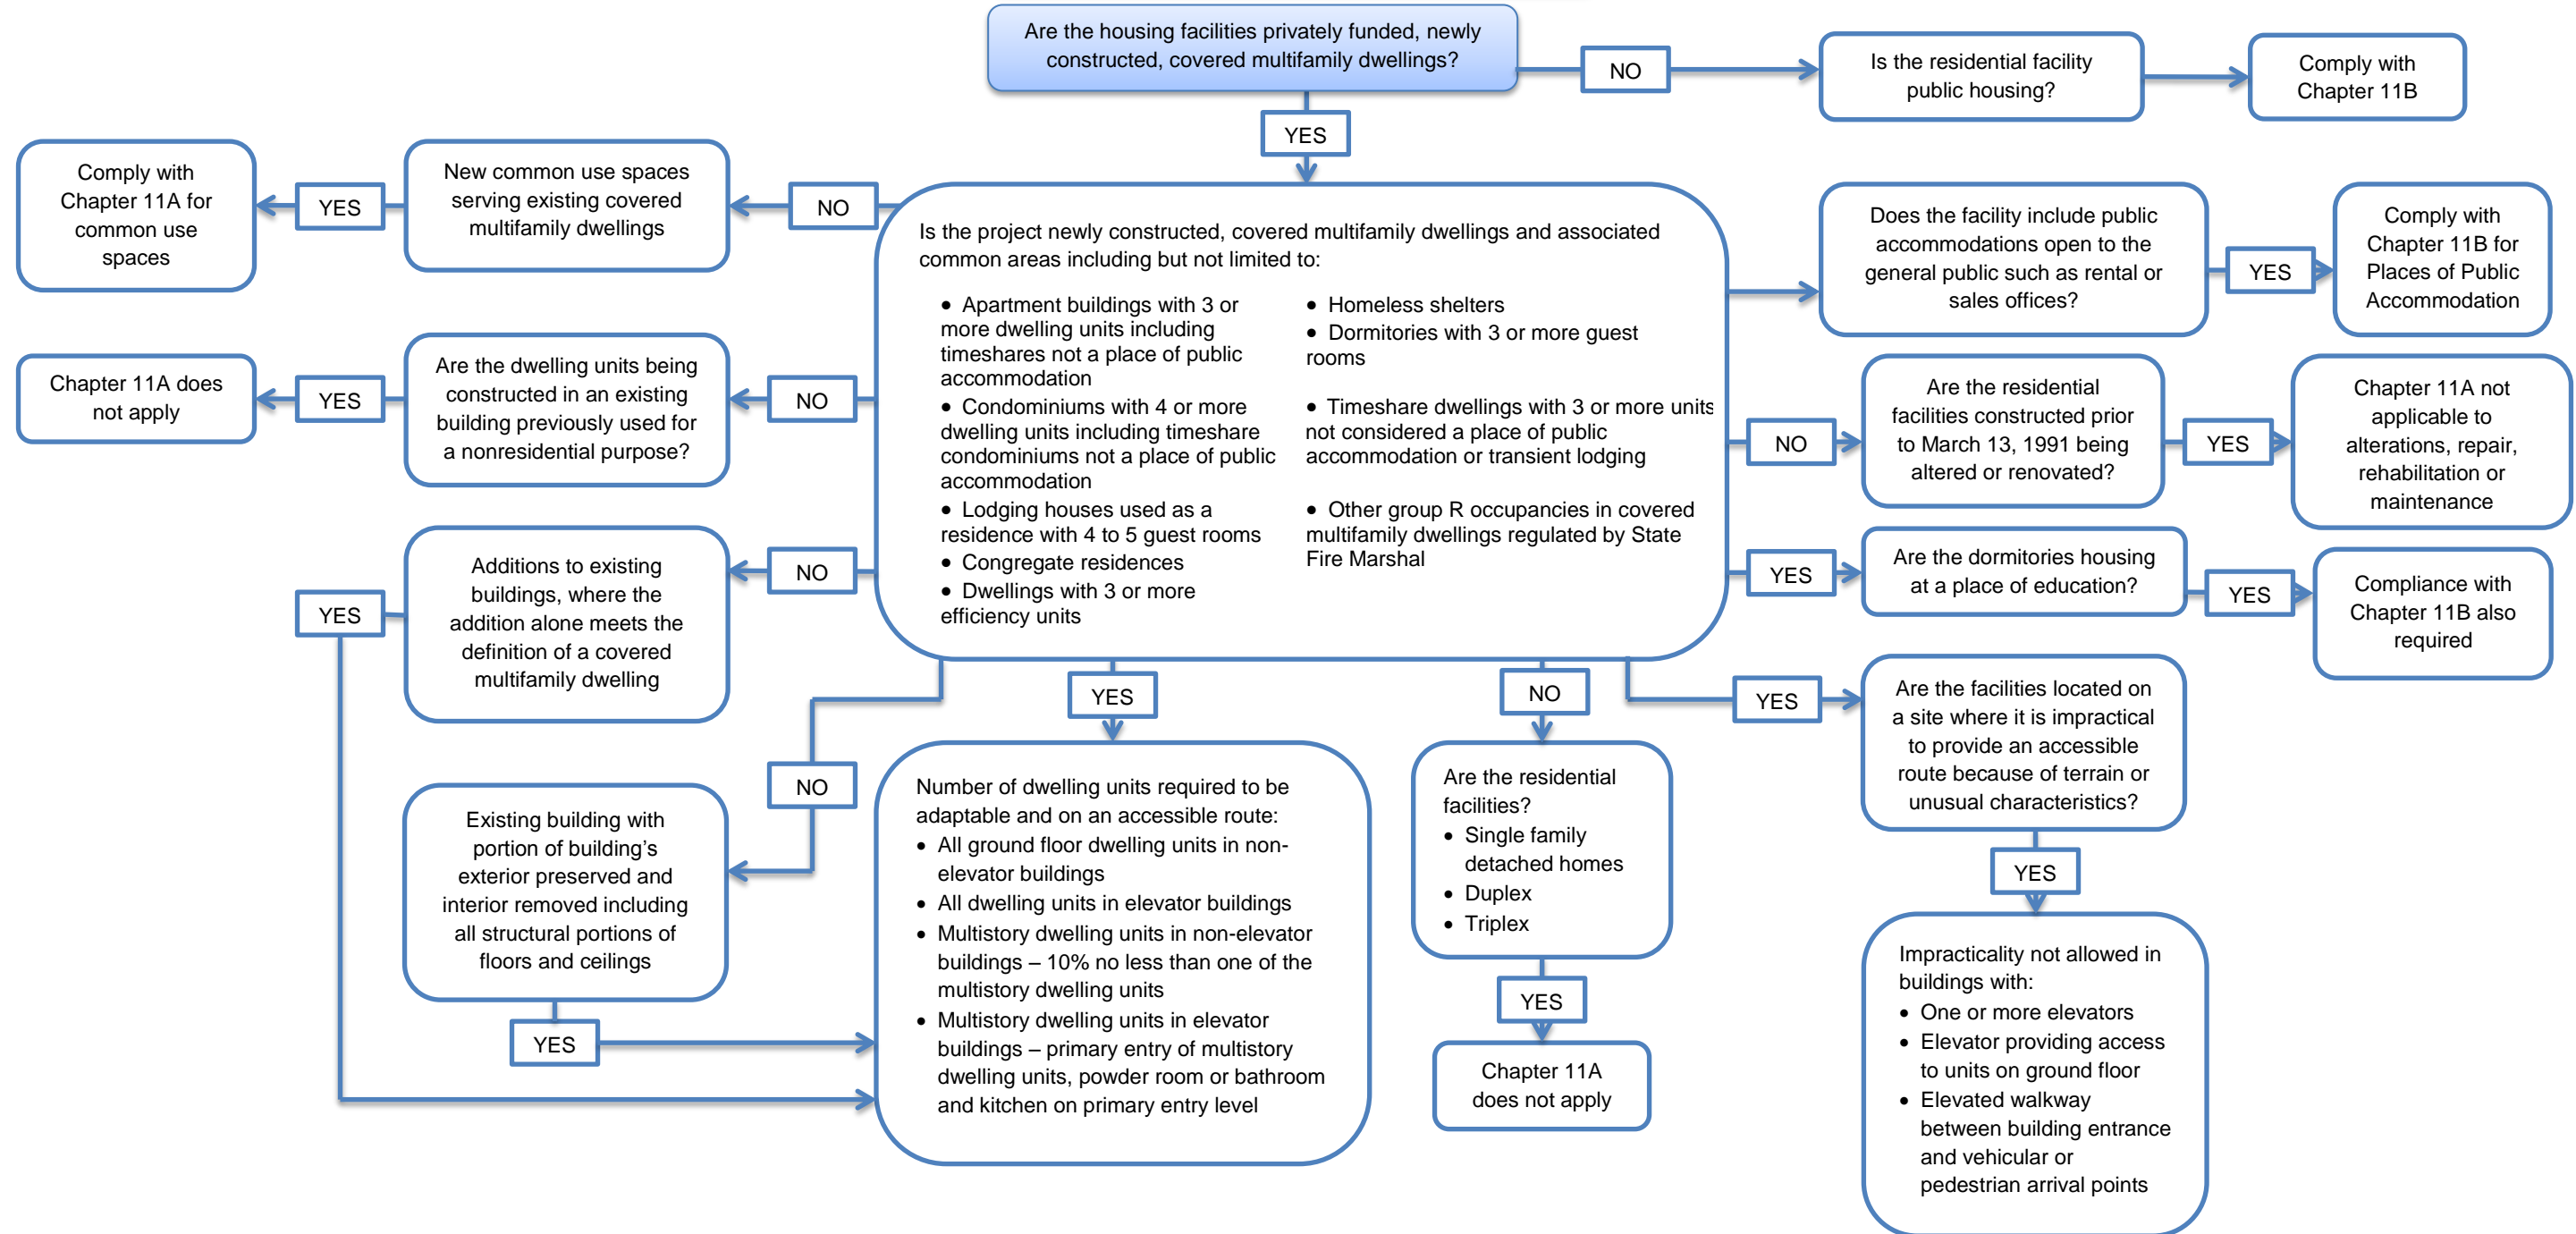 Are the housing facilities privately funded, newly
constructed, covered multifamily dwellings?
NO
Is the residential facility
public housing?
Comply with
Chapter 11B
YES
Comply with
Chapter 11A for
common use
spaces
YES
New common use spaces
serving existing covered
multifamily dwellings
NO
Is the project newly constructed, covered multifamily dwellings and associated
common areas including but not limited to:
• Apartment buildings with 3 or
more dwelling units including
timeshares not a place of public
accommodation
• Condominiums with 4 or more
dwelling units including timeshare
condominiums not a place of public
accommodation
• Lodging houses used as a
residence with 4 to 5 guest rooms
• Congregate residences
• Dwellings with 3 or more
efficiency units
• Homeless shelters
• Dormitories with 3 or more guest
rooms
• Timeshare dwellings with 3 or more units
not considered a place of public
accommodation or transient lodging
• Other group R occupancies in covered
multifamily dwellings regulated by State
Fire Marshal
Does the facility include public
accommodations open to the
general public such as rental or
sales offices?
YES
Comply with
Chapter 11B for
Places of Public
Accommodation
Chapter 11A does
not apply
YES
Are the dwelling units being
constructed in an existing
building previously used for
a nonresidential purpose?
NO
NO
Are the residential
facilities constructed prior
to March 13, 1991 being
altered or renovated?
YES
Chapter 11A not
applicable to
alterations, repair,
rehabilitation or
maintenance
YES
Additions to existing
buildings, where the
addition alone meets the
definition of a covered
multifamily dwelling
NO
YES
Are the dormitories housing
at a place of education?
YES
Compliance with
Chapter 11B also
required
NO
Existing building with
portion of building’s
exterior preserved and
interior removed including
all structural portions of
floors and ceilings
YES
YES
Number of dwelling units required to be
adaptable and on an accessible route:
• All ground floor dwelling units in non-
elevator buildings
• All dwelling units in elevator buildings
• Multistory dwelling units in non-elevator
buildings – 10% no less than one of the
multistory dwelling units
• Multistory dwelling units in elevator
buildings – primary entry of multistory
dwelling units, powder room or bathroom
and kitchen on primary entry level
NO
Are the residential
facilities?
• Single family
detached homes
• Duplex
• Triplex
YES
Chapter 11A
does not apply
YES
Are the facilities located on
a site where it is impractical
to provide an accessible
route because of terrain or
unusual characteristics?
YES
Impracticality not allowed in
buildings with:
• One or more elevators
• Elevator providing access
to units on ground floor
• Elevated walkway
between building entrance
and vehicular or
pedestrian arrival points